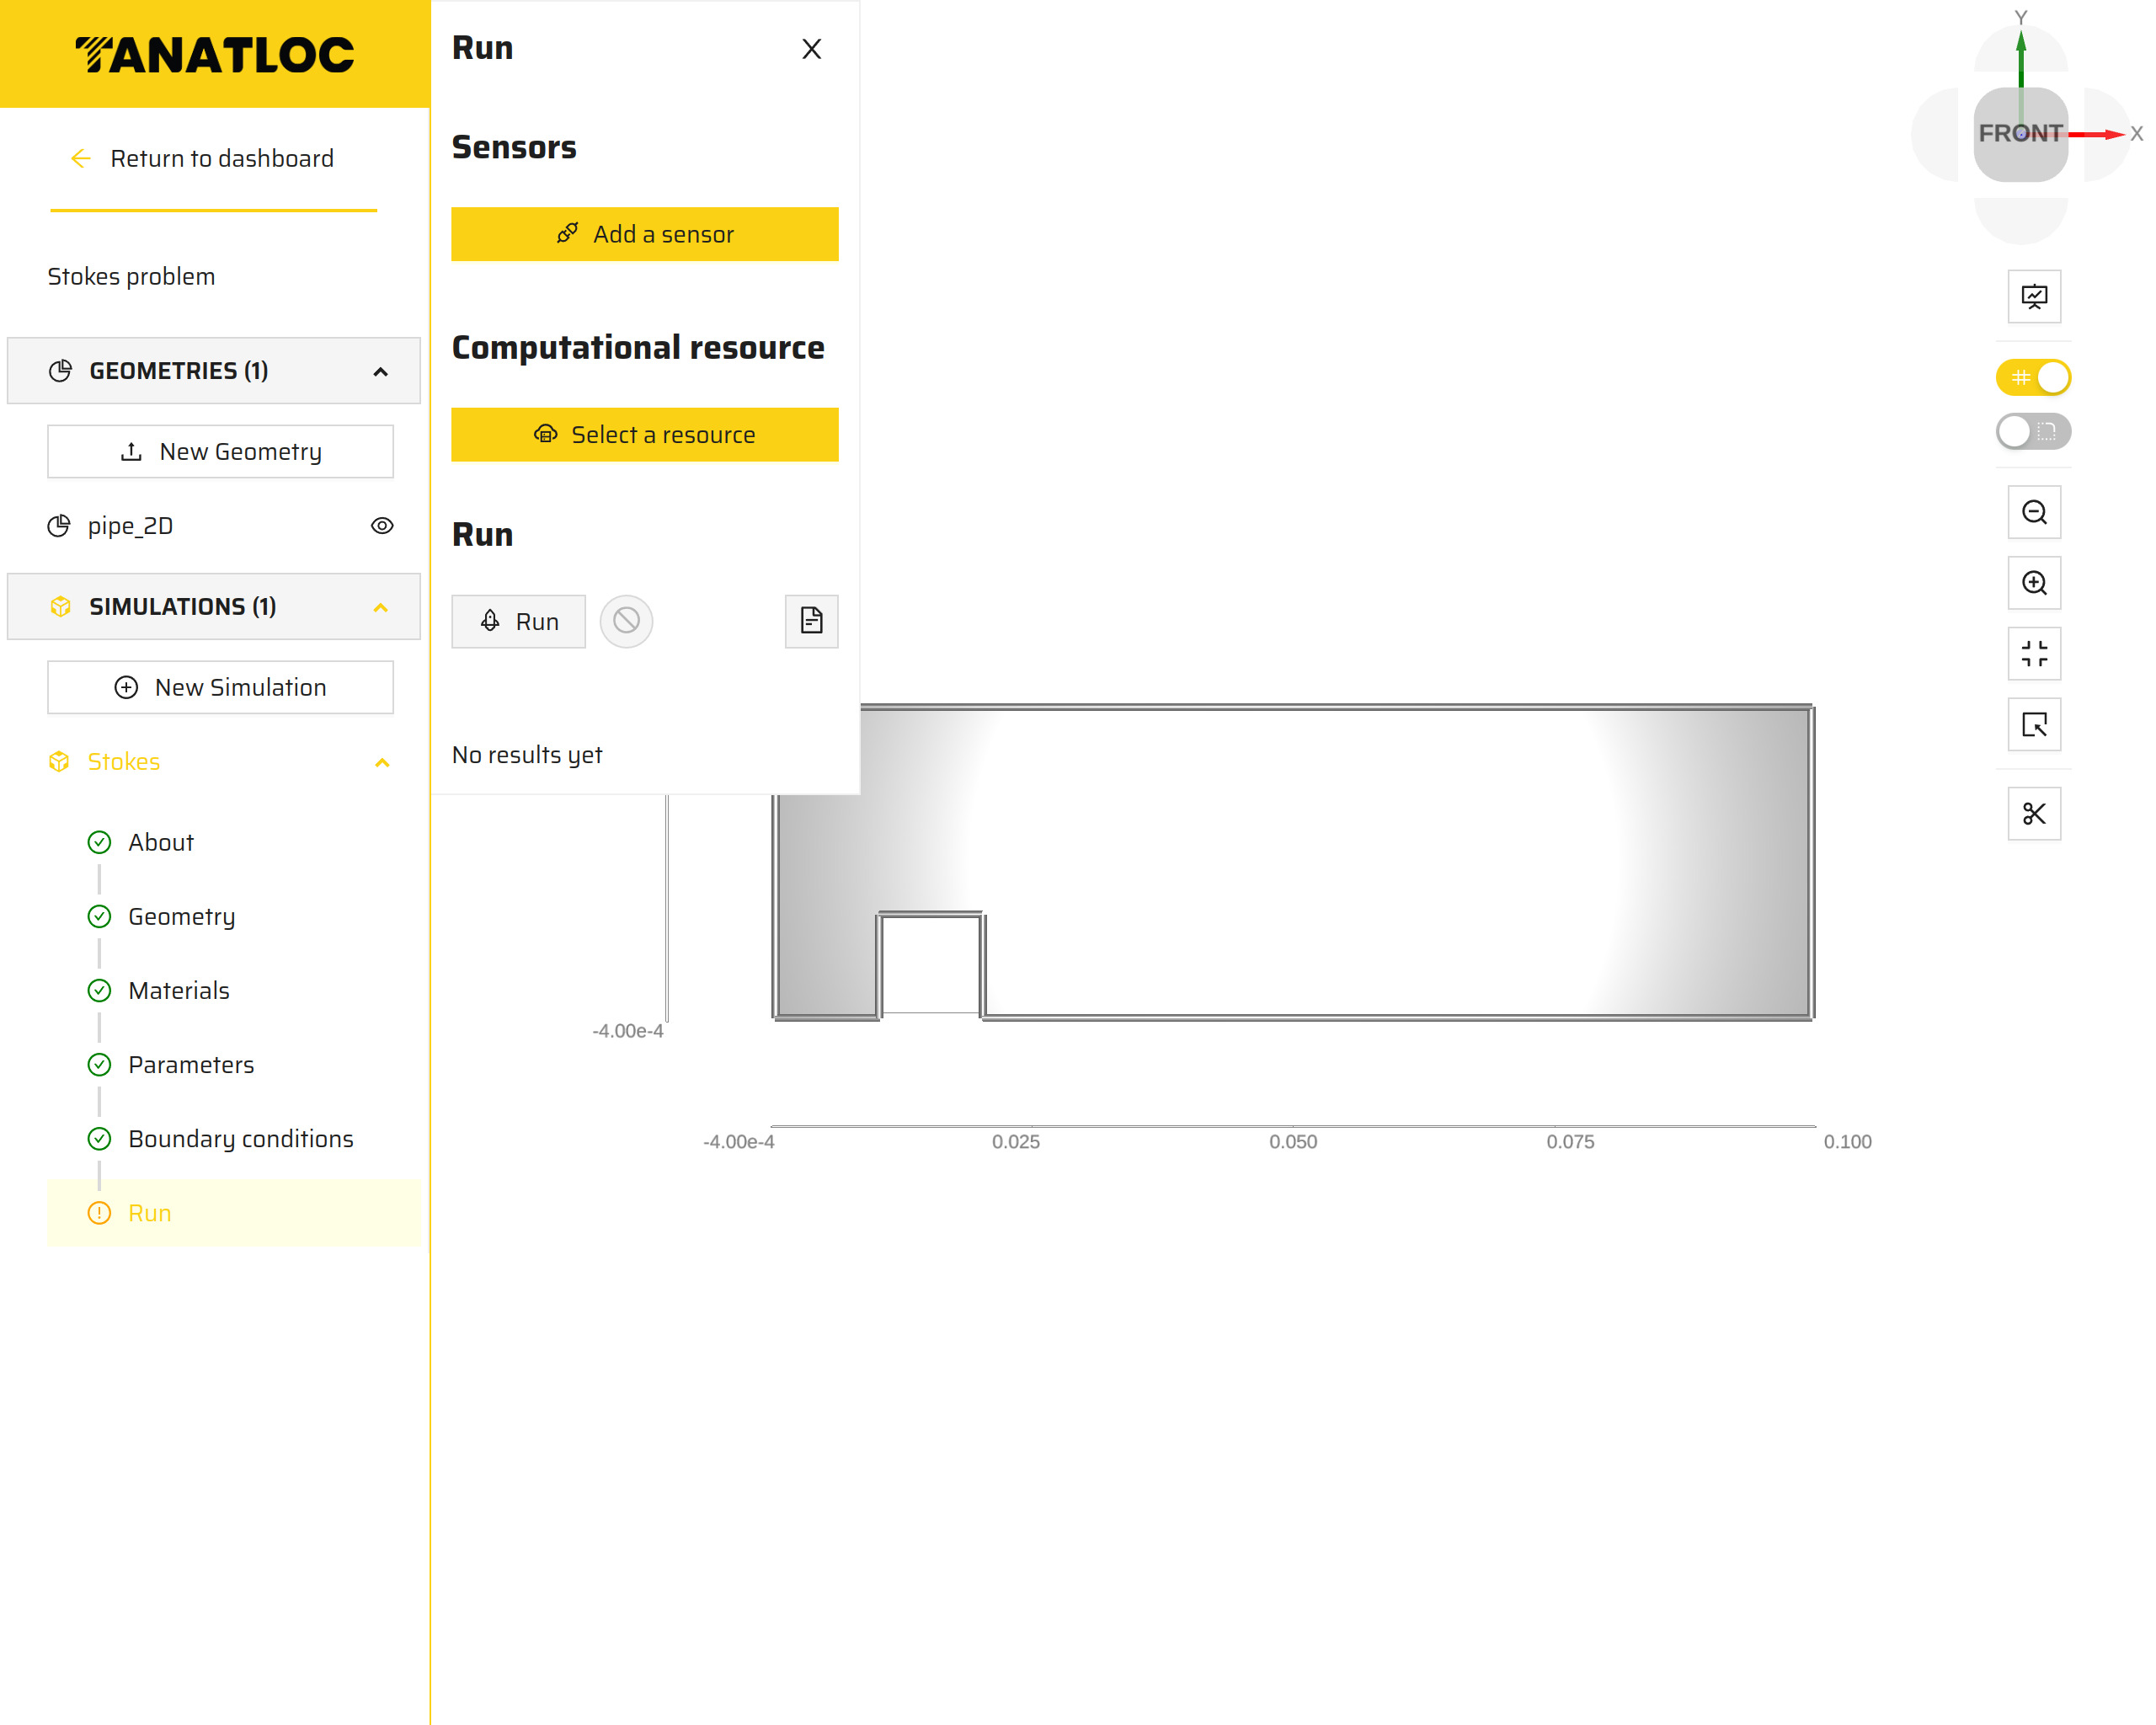 TANATLOC
Return to dashboard
Stokes problem
GEOMETRIES (1)
New Geometry
pipe_2D
SIMULATIONS (1)
New Simulation
Stokes
About
Geometry
Materials
Parameters
Boundary conditions
Run
Run
X
Sensors
Add a sensor
Computational resource
Select a resource
Run
Run
No results yet
-4.00e-4
-4.00e-4
0.025
0.050
0.075
0.100
Y
FRONT
X